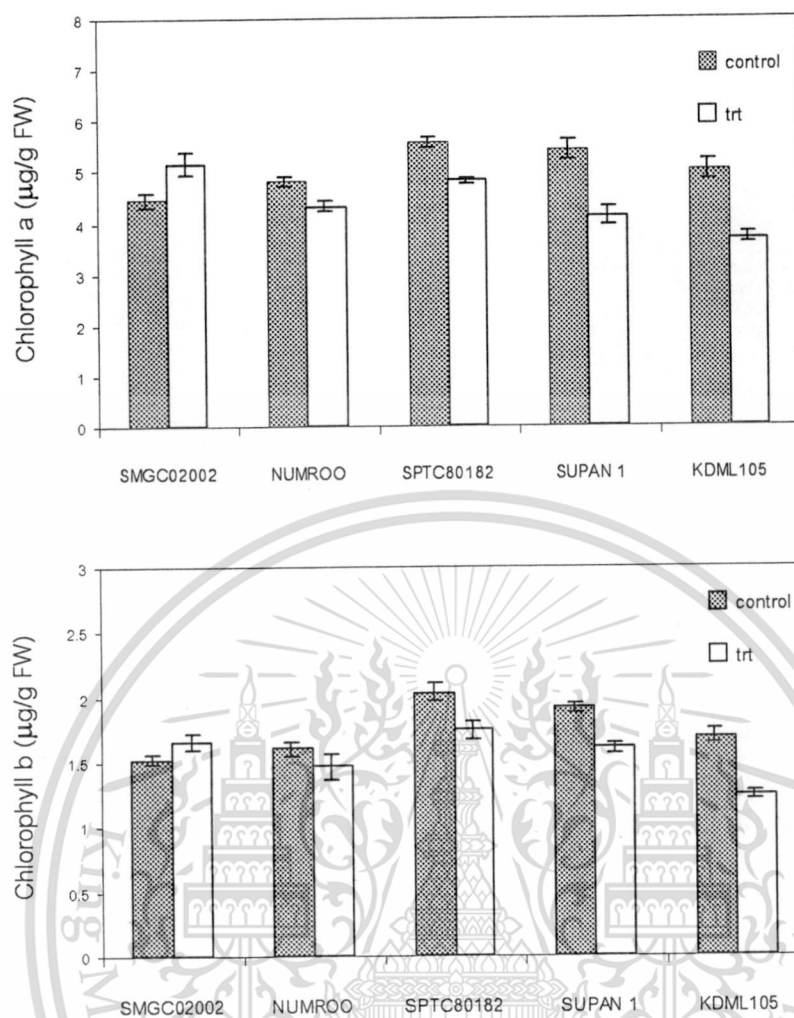 Chlorophyll a (µg/g FW)
8
7
6
5
4
3
2
1
0
control
trt
SMGC02002 NUMROO SPTC80182 SUPAN 1 KDML105
Chlorophyll b (µg/g FW)
3
2.5
2
1.5
1
0.5
0
control
trt
SMGC02002 NUMROO SPTC80182 SUPAN 1 KDML105
King M